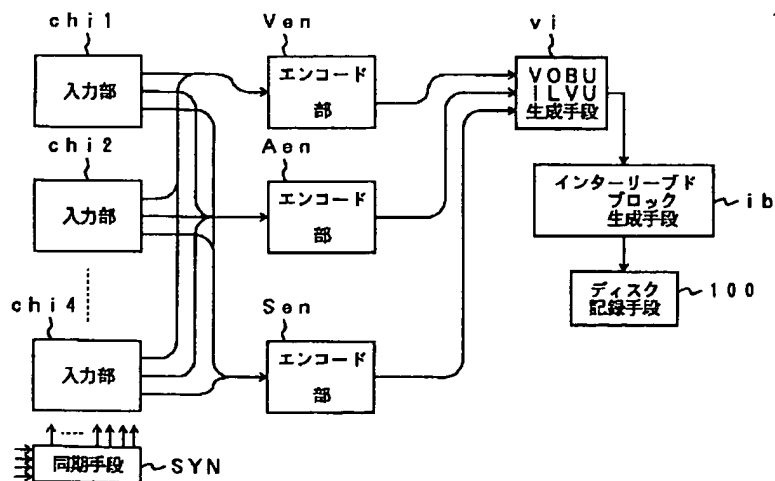 chi1
入力部
chi2
入力部
chi4
入力部
同期手段
SYN
Ven
エンコード
部
Aen
エンコード
部
Sen
エンコード
部
vi
VOBU
ILVU
生成手段
インターリーブド
ブロック
生成手段
ib
ディスク
記録手段
100